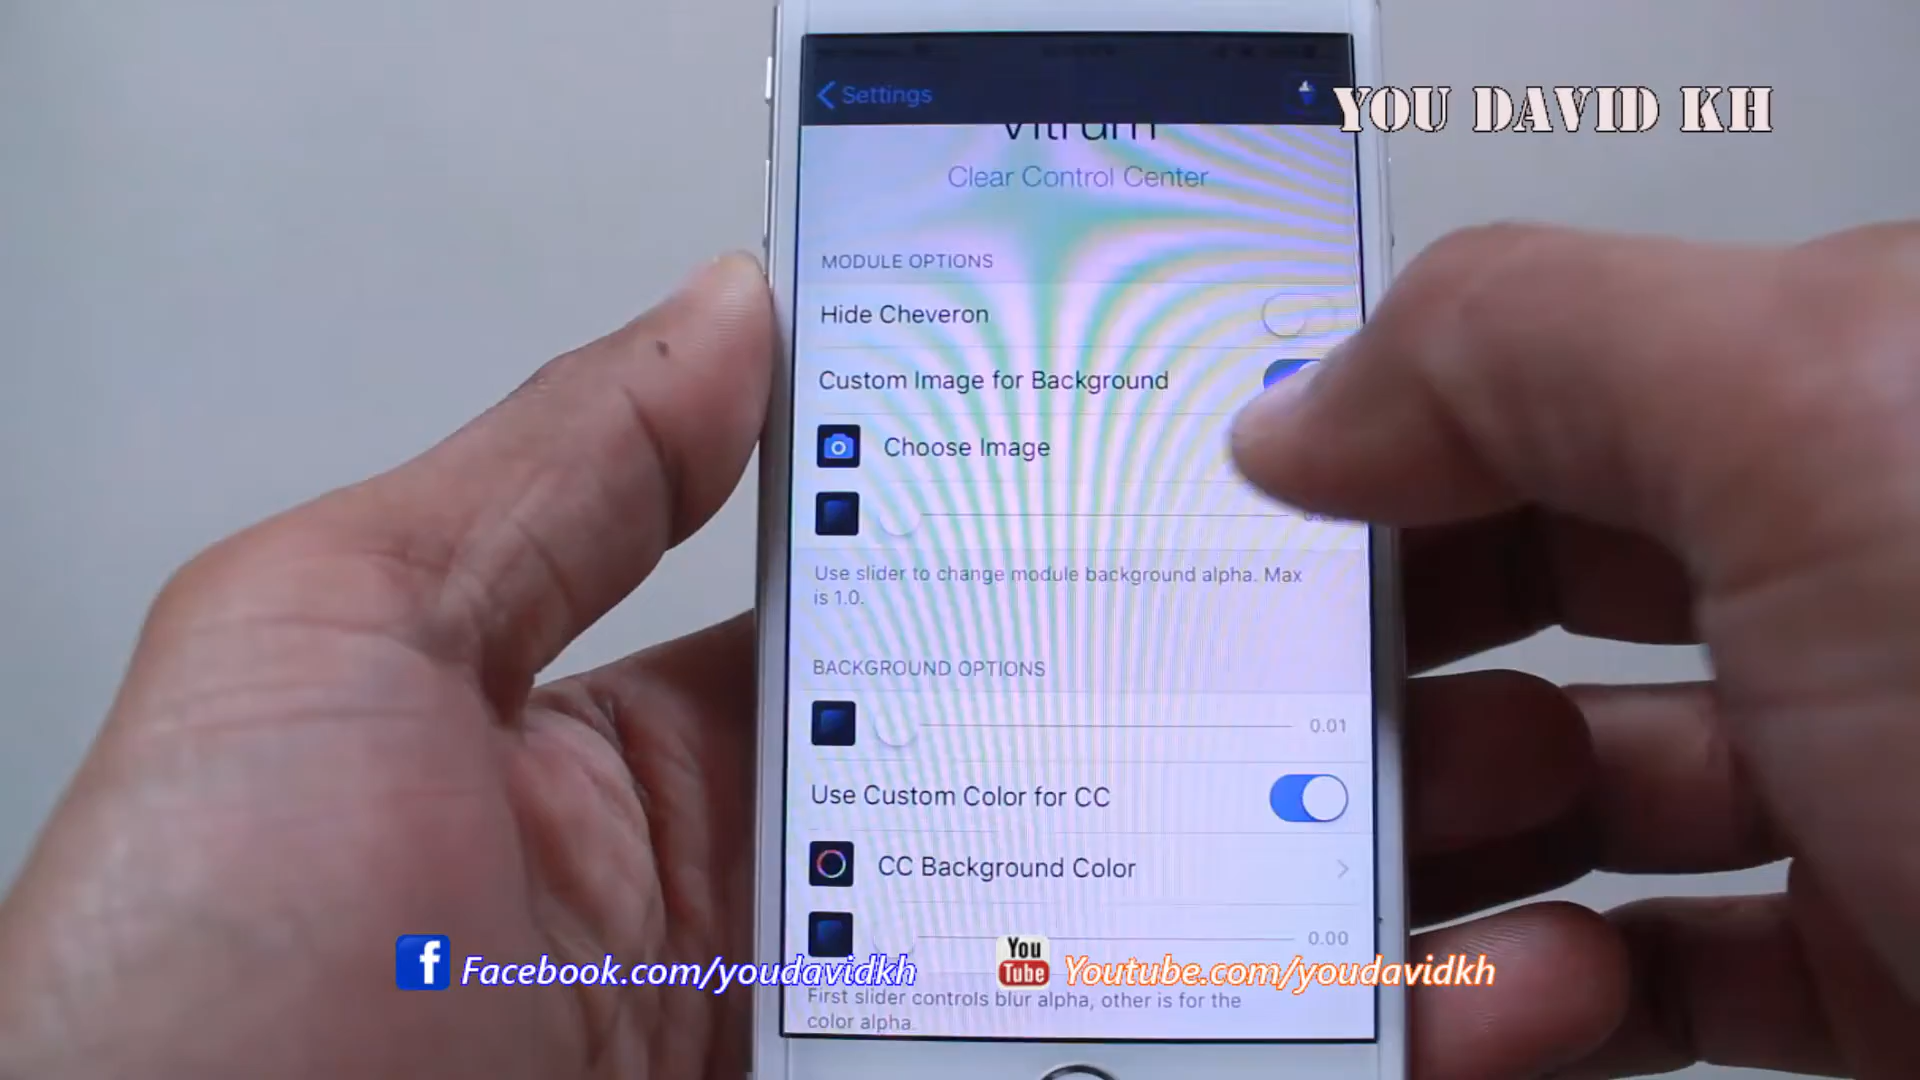 Settings
YOU DAVID KH
Vitrum
Clear Control Center
MODULE OPTIONS
Hide Cheveron
Custom Image for Background
Choose Image
Use slider to change module background alpha. Max
is 1.0.
BACKGROUND OPTIONS
0.01
Use Custom Color for CC
CC Background Color
0.00
f Facebook.com/youdavidkh
You
Tube Youtube.com/youdavidkh
First slider controls blur alpha, other is for the
color alpha.